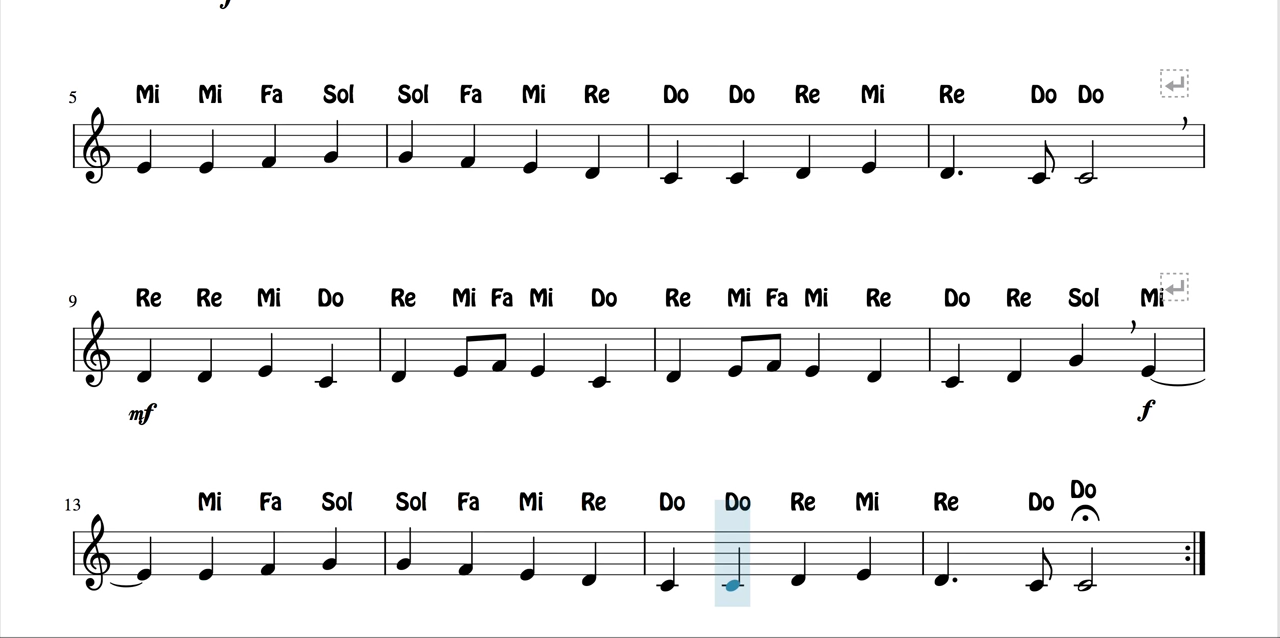 5
Mi Mi Fa Sol Sol Fa Mi Re Do Do Re Mi Re Do Do
9
Re Re Mi Do Re Mi Fa Mi Do Re Mi Fa Mi Re Do Re Sol Mi
mf f
13
Mi Fa Sol Sol Fa Mi Re Do Do Re Mi Re Do Do